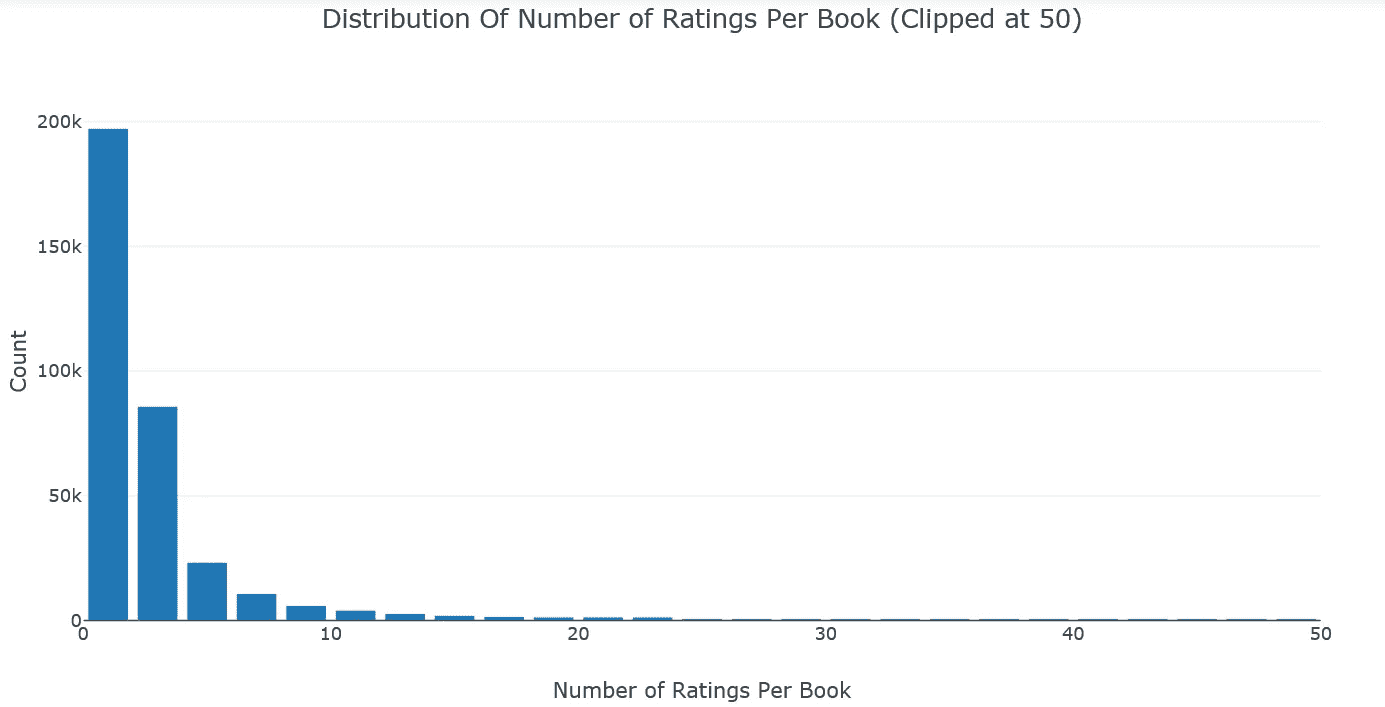 Distribution Of Number of Ratings Per Book (Clipped at 50)
200k
150k
100k
50k
0
Count
0 10 20 30 40 50
Number of Ratings Per Book